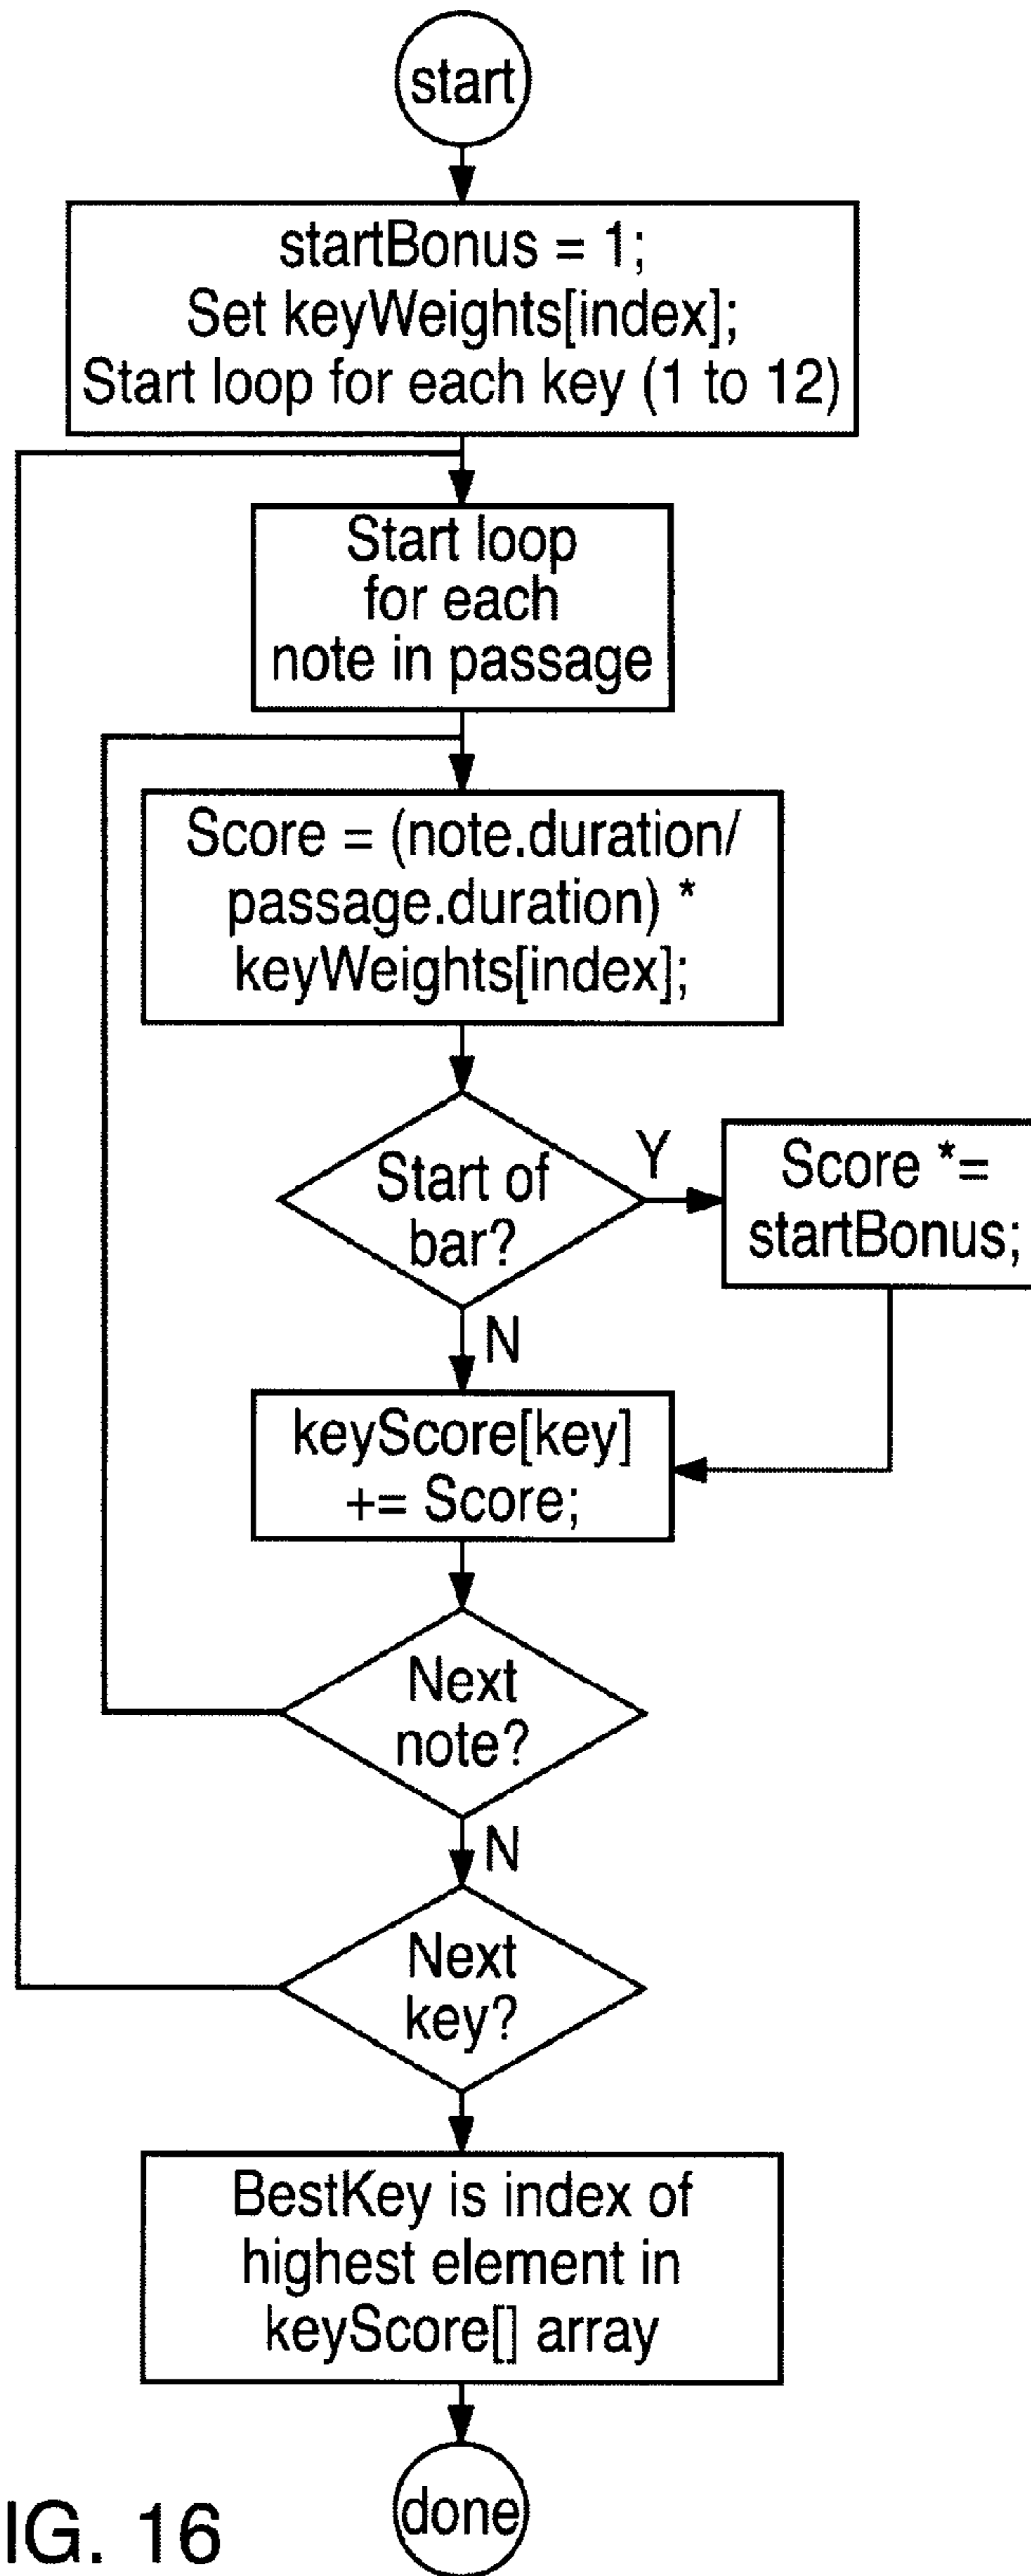 start
startBonus = 1;
Set keyWeights[index];
Start loop for each key (1 to 12)
Start loop
for each
note in passage
Score = (note.duration/
passage.duration) *
keyWeights[index];
Start of
bar?
Y
Score *=
startBonus;
N
keyScore[key]
+= Score;
Next
note?
N
Next
key?
BestKey is index of
highest element in
keyScore[] array
done
IG. 16